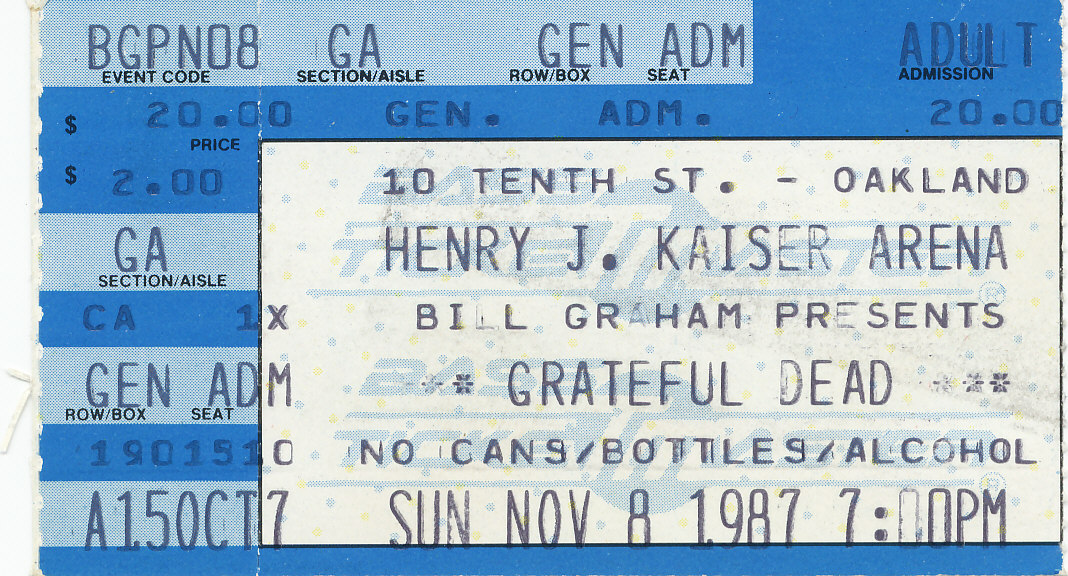 BGPN08 GA GEN ADM ADULT
EVENT CODE SECTION/AISLE ROW/BOX SEAT ADMISSION
$ 20.00 GEN. ADM. 20.00
PRICE
$ 2.00 10 TENTH ST. - OAKLAND
GA HENRY J. KAISER ARENA
SECTION/AISLE
CA 1X BILL GRAHAM PRESENTS
GEN ADM *** GRATEFUL DEAD ***
ROW/BOX SEAT
1901510 NO CANS/BOTTLES/ALCOHOL
A15OCT7 SUN NOV 8 1987 7:00PM